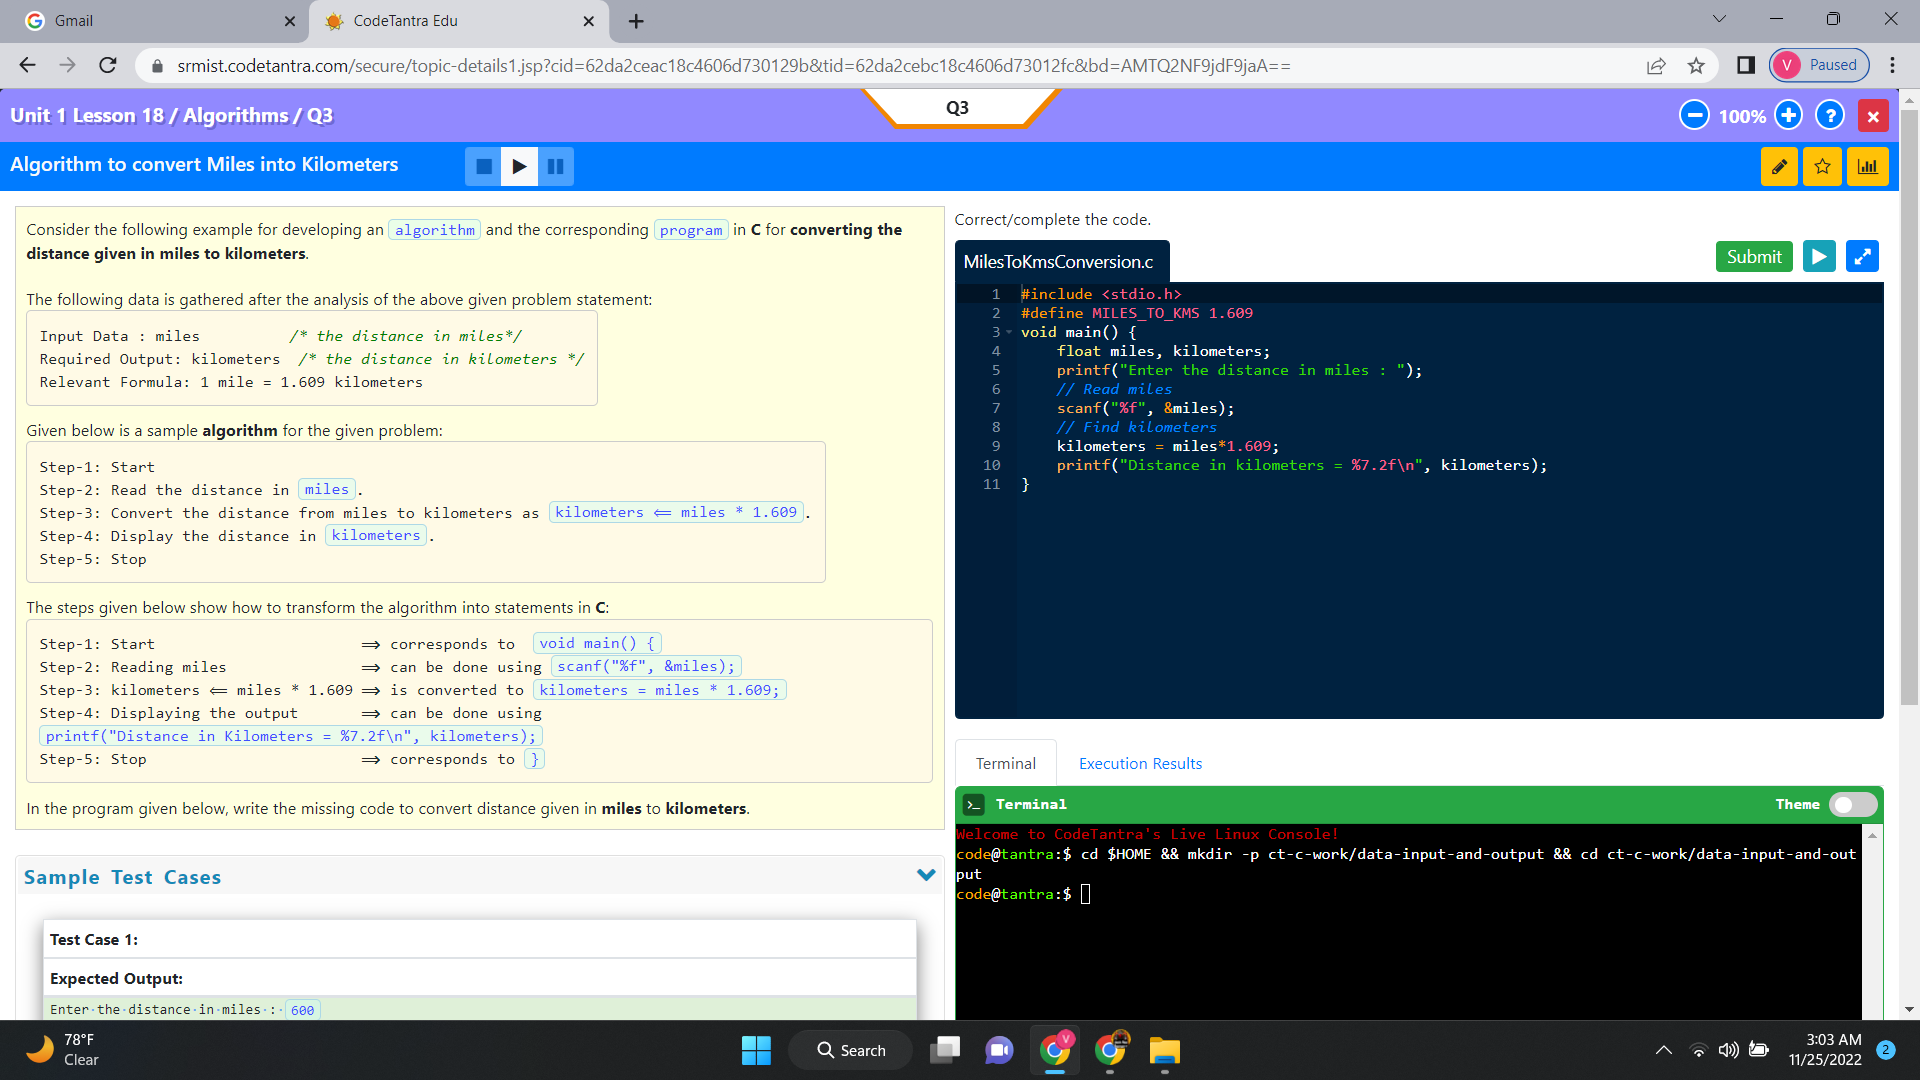 Gmail
CodeTantra Edu
srmist.codetantra.com/secure/topic-details1.jsp?cid=62da2ceac18c4606d730129b&tid=62da2cebc18c4606d73012fc&bd=AMTQ2NF9jdF9jaA==
V Paused
Unit 1 Lesson 18 / Algorithms / Q3
Q3
100%
?
Algorithm to convert Miles into Kilometers
Consider the following example for developing an algorithm and the corresponding program in C for converting the
distance given in miles to kilometers.
The following data is gathered after the analysis of the above given problem statement:
Input Data : miles /* the distance in miles*/
Required Output: kilometers /* the distance in kilometers */
Relevant Formula: 1 mile = 1.609 kilometers
Given below is a sample algorithm for the given problem:
Step-1: Start
Step-2: Read the distance in miles.
Step-3: Convert the distance from miles to kilometers as kilometers ⟸ miles * 1.609.
Step-4: Display the distance in kilometers.
Step-5: Stop
The steps given below show how to transform the algorithm into statements in C:
Step-1: Start ⟹ corresponds to void main() {
Step-2: Reading miles ⟹ can be done using scanf("%f", &miles);
Step-3: kilometers ⟸ miles * 1.609 ⟹ is converted to kilometers = miles * 1.609;
Step-4: Displaying the output ⟹ can be done using
printf("Distance in Kilometers = %7.2f\n", kilometers);
Step-5: Stop ⟹ corresponds to }
In the program given below, write the missing code to convert distance given in miles to kilometers.
Sample Test Cases
Test Case 1:
Expected Output:
Enter·the·distance·in·miles·:· 600
Correct/complete the code.
MilesToKmsConversion.c
Submit
1 #include <stdio.h>
2 #define MILES_TO_KMS 1.609
3 void main() {
4 float miles, kilometers;
5 printf("Enter the distance in miles : ");
6 // Read miles
7 scanf("%f", &miles);
8 // Find kilometers
9 kilometers = miles*1.609;
10 printf("Distance in kilometers = %7.2f\n", kilometers);
11 }
Terminal
Execution Results
>_ Terminal
Theme
Welcome to CodeTantra's Live Linux Console!
code@tantra:$ cd $HOME && mkdir -p ct-c-work/data-input-and-output && cd ct-c-work/data-input-and-out
put
code@tantra:$
78°F
Clear
Search
V
3:03 AM
11/25/2022
2